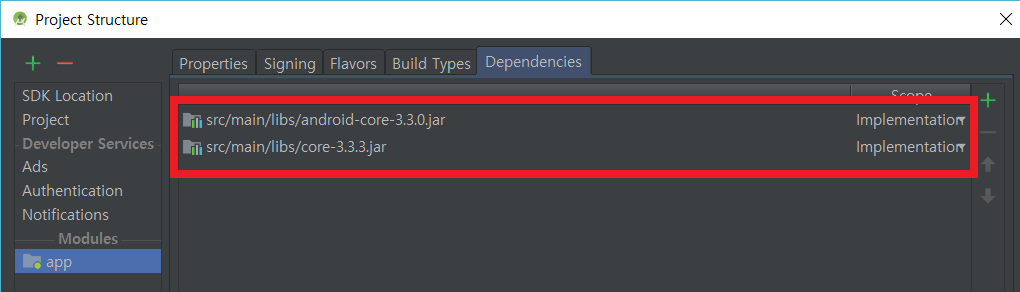 Project Structure
Properties Signing Flavors Build Types Dependencies
SDK Location
Project
Developer Services
Ads
Authentication
Notifications
Modules
app
Scope
src/main/libs/android-core-3.3.0.jar Implementation
src/main/libs/core-3.3.3.jar Implementation